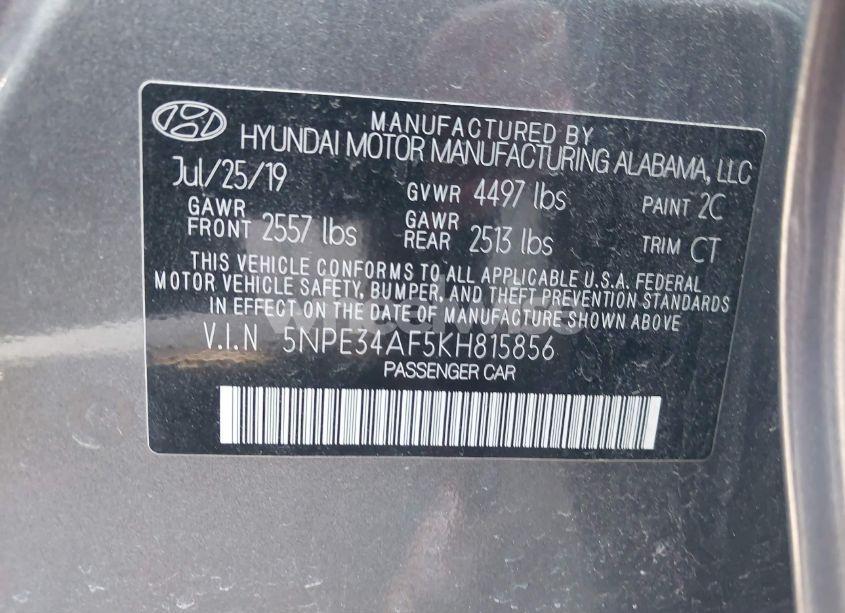 MANUFACTURED BY
HYUNDAI MOTOR MANUFACTURING ALABAMA, LLC
Jul/25/19 GVWR 4497 lbs PAINT 2C
GAWR FRONT 2557 lbs GAWR REAR 2513 lbs TRIM CT
THIS VEHICLE CONFORMS TO ALL APPLICABLE U.S.A. FEDERAL
MOTOR VEHICLE SAFETY, BUMPER, AND THEFT PREVENTION STANDARDS
IN EFFECT ON THE DATE OF MANUFACTURE SHOWN ABOVE
V.I.N 5NPE34AF5KH815856
PASSENGER CAR